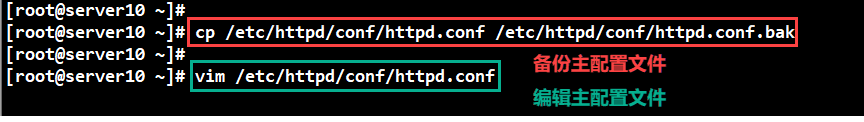 [root@server10 ~]#
[root@server10 ~]# cp /etc/httpd/conf/httpd.conf /etc/httpd/conf/httpd.conf.bak
[root@server10 ~]#
备份主配置文件
[root@server10 ~]# vim /etc/httpd/conf/httpd.conf
编辑主配置文件